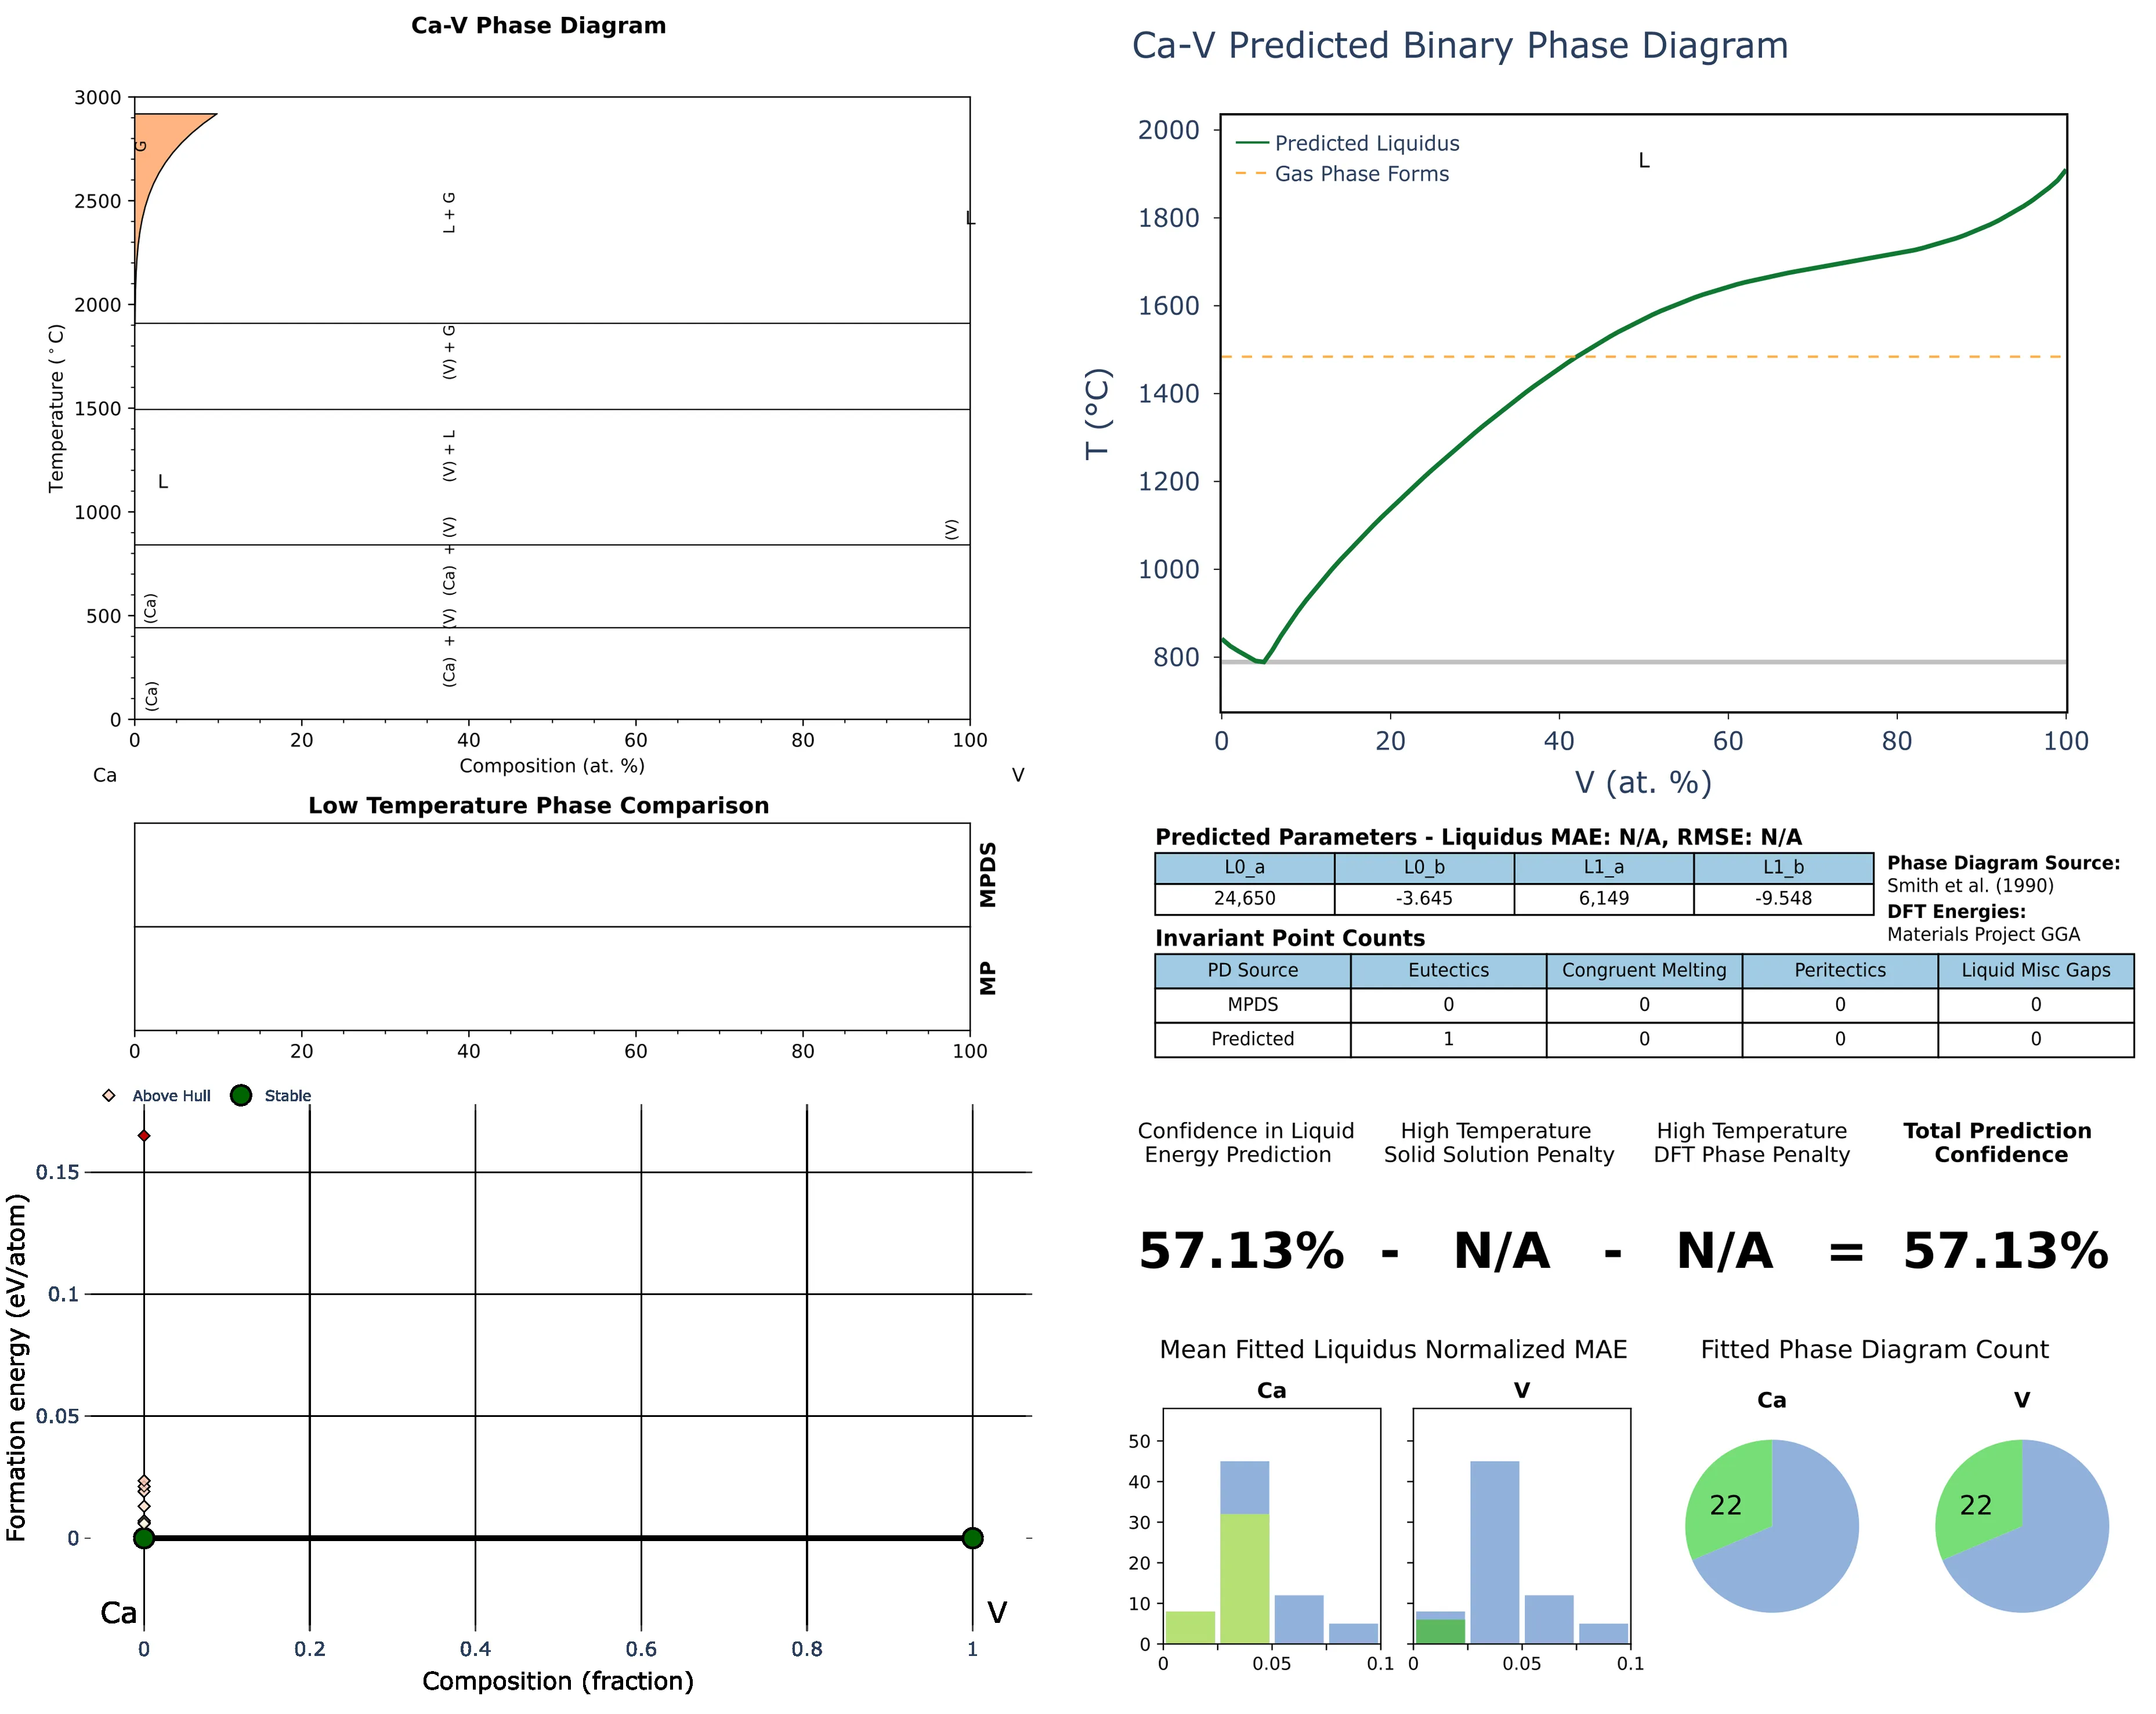 Ca-V Phase Diagram
3000
2500
2000
1500
1000
500
0
Temperature (°C)
G
L + G
L
(V) + G
(V) + L
L
(Ca) + (V)
(V)
(Ca)
(Ca) + (V)
(Ca)
0 20 40 60 80 100
Composition (at. %)
Ca V
Low Temperature Phase Comparison
MPDS
MP
0 20 40 60 80 100
Above Hull Stable
0.15
0.1
0.05
0
Formation energy (eV/atom)
Ca V
0 0.2 0.4 0.6 0.8 1
Composition (fraction)
Ca-V Predicted Binary Phase Diagram
Predicted Liquidus
Gas Phase Forms
L
2000
1800
1600
1400
1200
1000
800
T (°C)
0 20 40 60 80 100
V (at. %)
Predicted Parameters - Liquidus MAE: N/A, RMSE: N/A
L0_a L0_b L1_a L1_b
24,650 -3.645 6,149 -9.548
Phase Diagram Source:
Smith et al. (1990)
DFT Energies:
Materials Project GGA
Invariant Point Counts
PD Source Eutectics Congruent Melting Peritectics Liquid Misc Gaps
MPDS 0 0 0 0
Predicted 1 0 0 0
Confidence in Liquid
Energy Prediction
High Temperature
Solid Solution Penalty
High Temperature
DFT Phase Penalty
Total Prediction
Confidence
57.13% - N/A - N/A = 57.13%
Mean Fitted Liquidus Normalized MAE
Ca V
50
40
30
20
10
0
0 0.05 0.1 0 0.05 0.1
Fitted Phase Diagram Count
Ca V
22 22